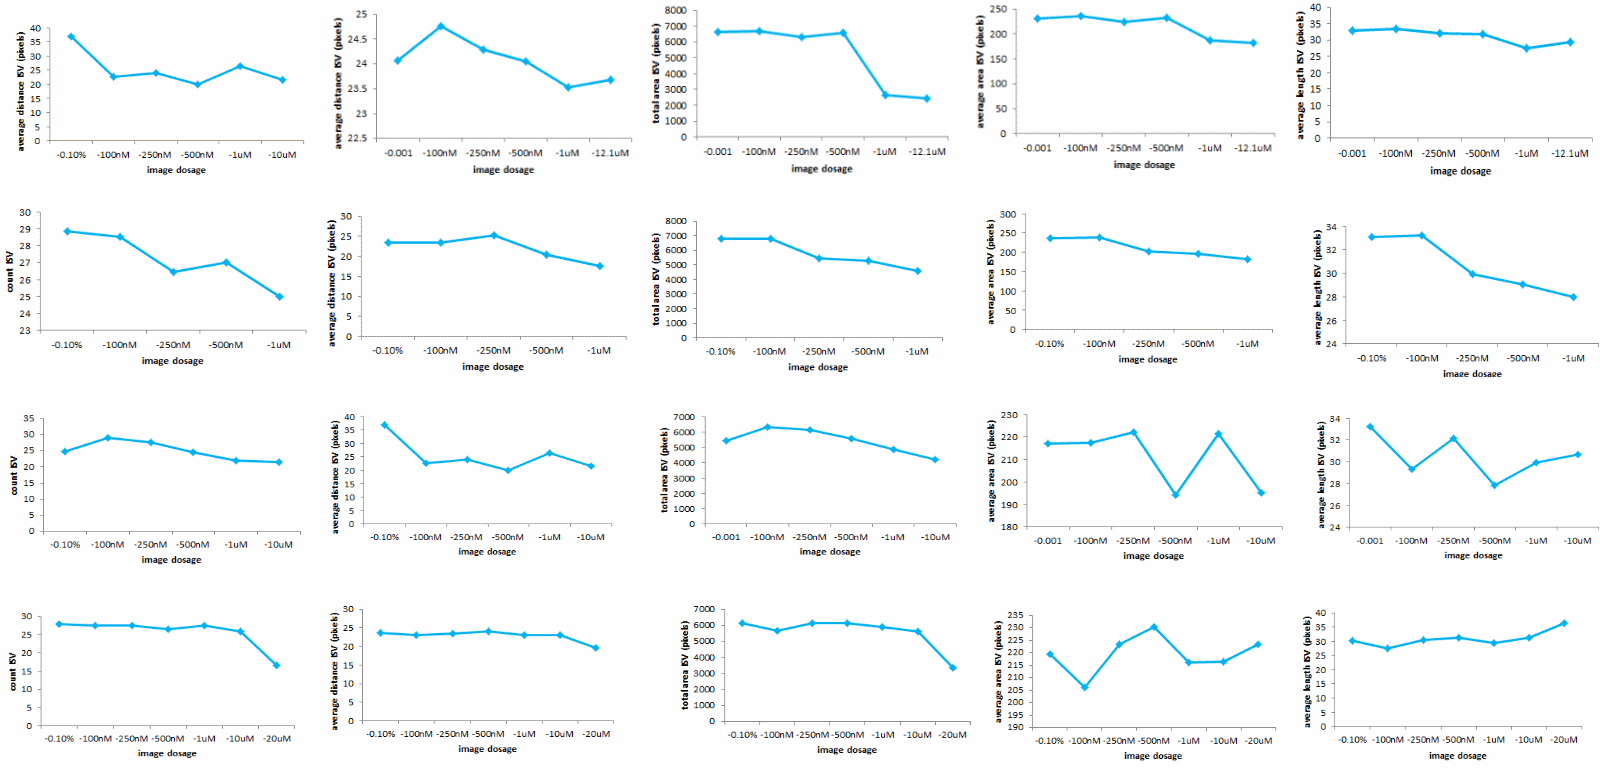 average distance ISV (pixels)
40
35
30
25
20
15
10
5
0
-0.10% -100nM -250nM -500nM -1uM -10uM
image dosage
average distance ISV (pixels)
25
24.5
24
23.5
23
22.5
-0.001 -100nM -250nM -500nM -1uM -12.1uM
image dosage
total area ISV (pixels)
8000
7000
6000
5000
4000
3000
2000
1000
0
-0.001 -100nM -250nM -500nM -1uM -12.1uM
image dosage
average area ISV (pixels)
250
200
150
100
50
0
-0.001 -100nM -250nM -500nM -1uM -12.1uM
image dosage
average length ISV (pixels)
40
35
30
25
20
15
10
5
0
-0.001 -100nM -250nM -500nM -1uM -12.1uM
image dosage
count ISV
30
29
28
27
26
25
24
23
-0.10% -100nM -250nM -500nM -1uM
image dosage
average distance ISV (pixels)
30
25
20
15
10
5
0
-0.10% -100nM -250nM -500nM -1uM
image dosage
total area ISV (pixels)
8000
7000
6000
5000
4000
3000
2000
1000
0
-0.10% -100nM -250nM -500nM -1uM
image dosage
average area ISV (pixels)
300
250
200
150
100
50
0
-0.10% -100nM -250nM -500nM -1uM
image dosage
average length ISV (pixels)
34
32
30
28
26
24
-0.10% -100nM -250nM -500nM -1uM
image dosage
count ISV
35
30
25
20
15
10
5
0
-0.10% -100nM -250nM -500nM -1uM -10uM
image dosage
average distance ISV (pixels)
40
35
30
25
20
15
10
5
0
-0.10% -100nM -250nM -500nM -1uM -10uM
image dosage
total area ISV (pixels)
7000
6000
5000
4000
3000
2000
1000
0
-0.001 -100nM -250nM -500nM -1uM -10uM
image dosage
average area ISV (pixels)
230
220
210
200
190
180
-0.001 -100nM -250nM -500nM -1uM -10uM
image dosage
average length ISV (pixels)
34
32
30
28
26
24
-0.001 -100nM -250nM -500nM -1uM -10uM
image dosage
count ISV
30
25
20
15
10
5
0
-0.10% -100nM -250nM -500nM -1uM -10uM -20uM
image dosage
average distance ISV (pixels)
30
25
20
15
10
5
0
-0.10% -100nM -250nM -500nM -1uM -10uM -20uM
image dosage
total area ISV (pixels)
7000
6000
5000
4000
3000
2000
1000
0
-0.10% -100nM -250nM -500nM -1uM -10uM -20uM
image dosage
average area ISV (pixels)
235
230
225
220
215
210
205
200
195
190
-0.10% -100nM -250nM -500nM -1uM -10uM -20uM
image dosage
average length ISV (pixels)
40
35
30
25
20
15
10
5
0
-0.10% -100nM -250nM -500nM -1uM -10uM -20uM
image dosage